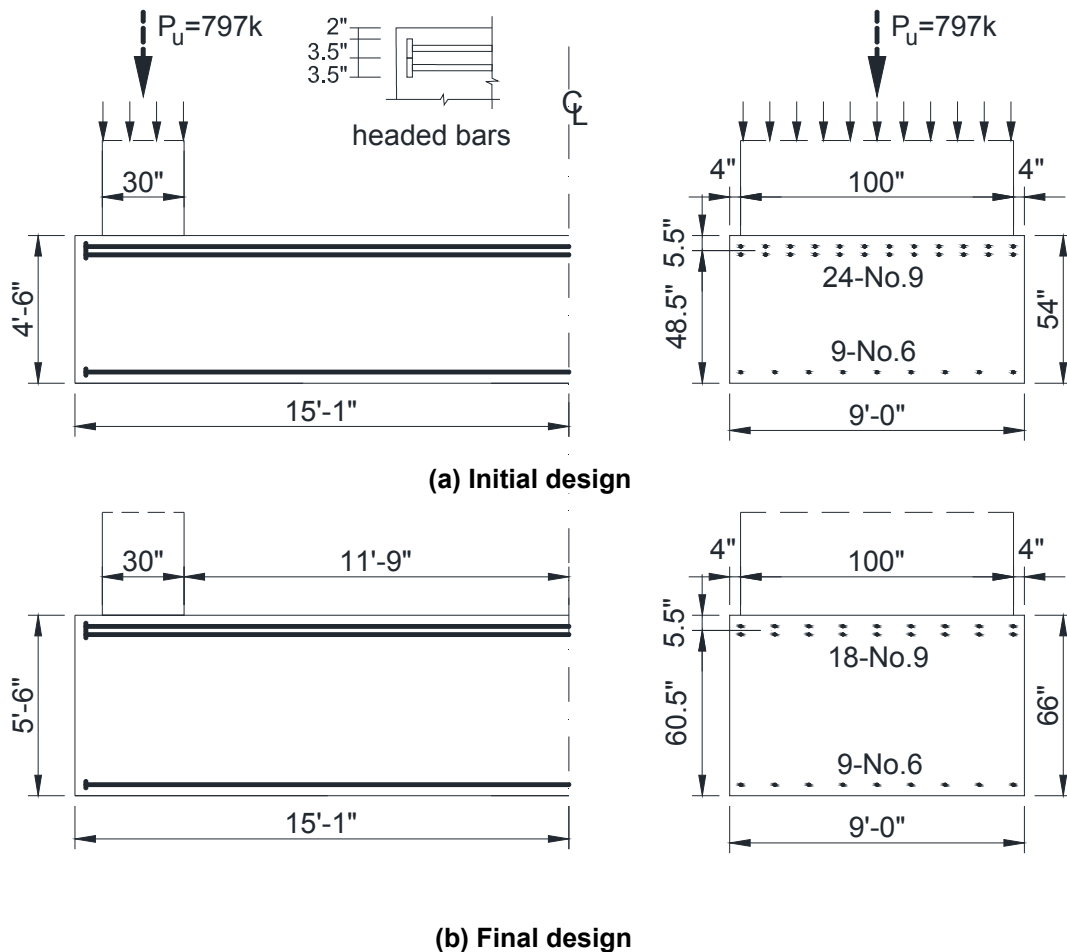 Pu=797k
2"
3.5"
3.5"
headed bars
CL
30"
4'-6"
15'-1"
Pu=797k
4"
100"
4"
5.5"
48.5"
24-No.9
9-No.6
54"
9'-0"
(a) Initial design
30"
11'-9"
5'-6"
15'-1"
4"
100"
4"
5.5"
60.5"
18-No.9
9-No.6
66"
9'-0"
(b) Final design